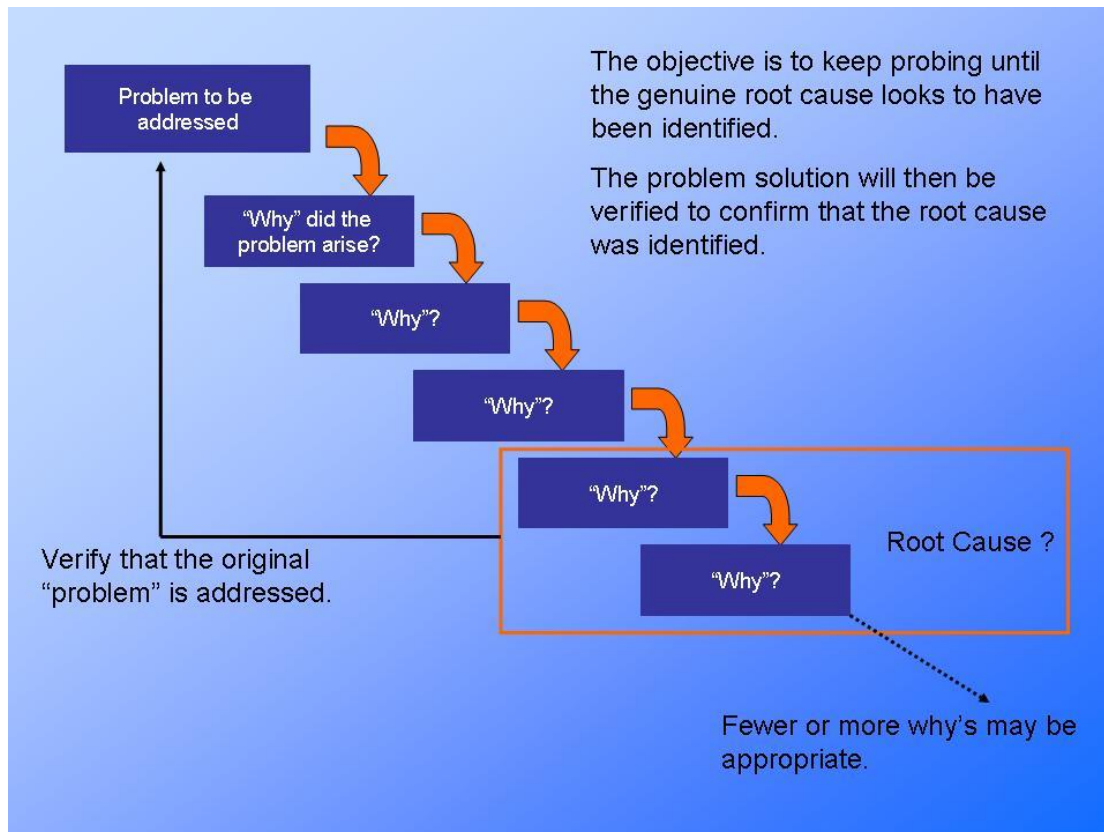 Problem to be
addressed
The objective is to keep probing until
the genuine root cause looks to have
been identified.
The problem solution will then be
verified to confirm that the root cause
was identified.
“Why” did the
problem arise?
“Why”?
“Why”?
“Why”?
“Why”?
Root Cause ?
Verify that the original
“problem” is addressed.
Fewer or more why's may be
appropriate.